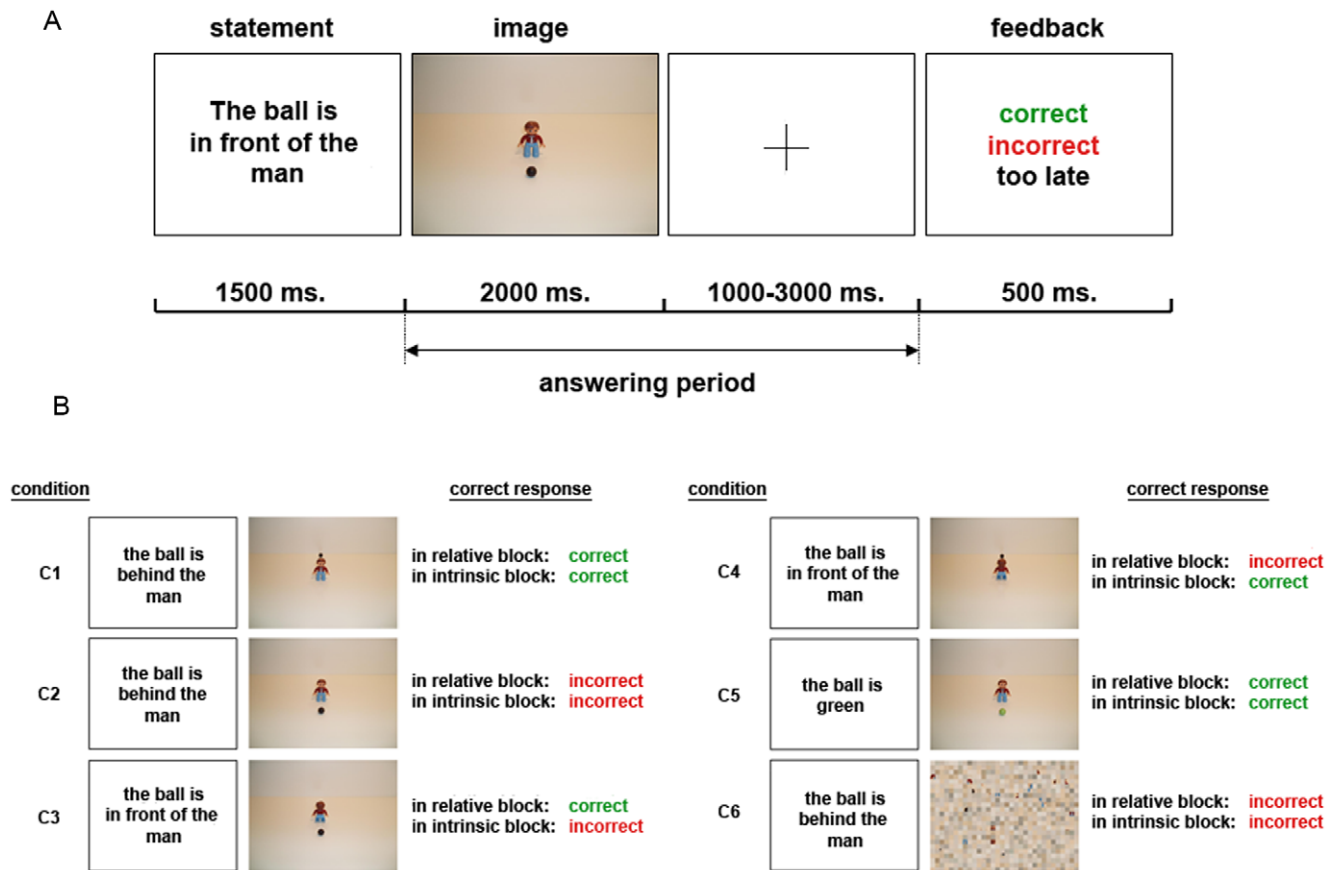 A
statement
image
feedback
The ball is
in front of the
man
correct
incorrect
too late
1500 ms.
2000 ms.
1000-3000 ms.
500 ms.
answering period
B
condition
correct response
C1
the ball is
behind the
man
in relative block: correct
in intrinsic block: correct
C2
the ball is
behind the
man
in relative block: incorrect
in intrinsic block: incorrect
C3
the ball is
in front of the
man
in relative block: correct
in intrinsic block: incorrect
condition
correct response
C4
the ball is
in front of the
man
in relative block: incorrect
in intrinsic block: correct
C5
the ball is
green
in relative block: correct
in intrinsic block: correct
C6
the ball is
behind the
man
in relative block: incorrect
in intrinsic block: incorrect